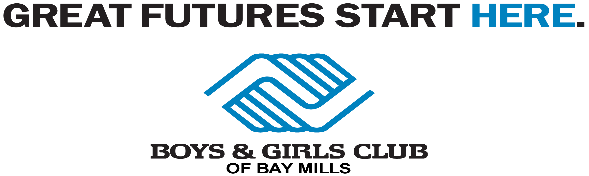 GREAT FUTURES START HERE.
BOYS & GIRLS CLUB
OF BAY MILLS